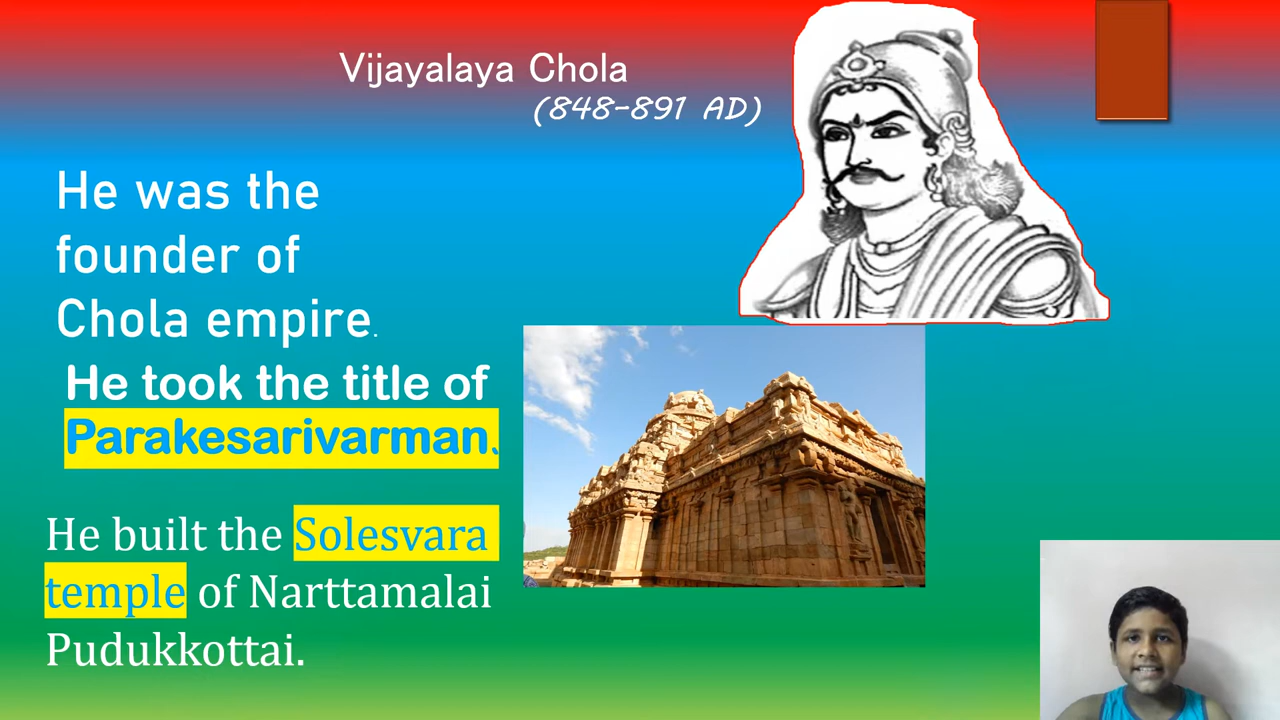 Vijayalaya Chola
(848-891 AD)
He was the
founder of
Chola empire.
He took the title of
Parakesarivarman.
He built the Solesvara
temple of Narttamalai
Pudukkottai.